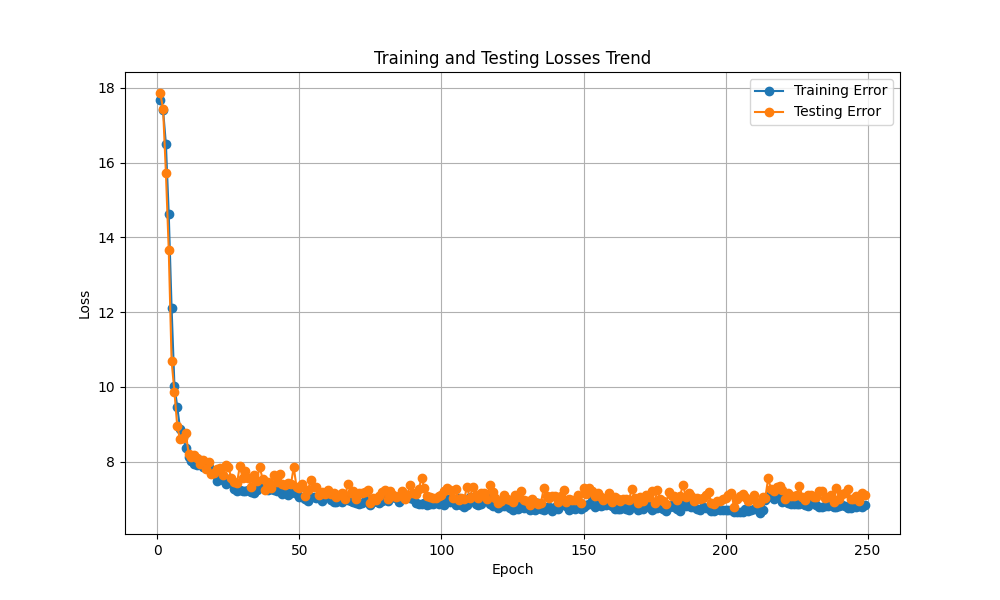 Training and Testing Losses Trend
Training Error
Testing Error
18
16
14
12
10
8
Loss
0
50
100
150
200
250
Epoch